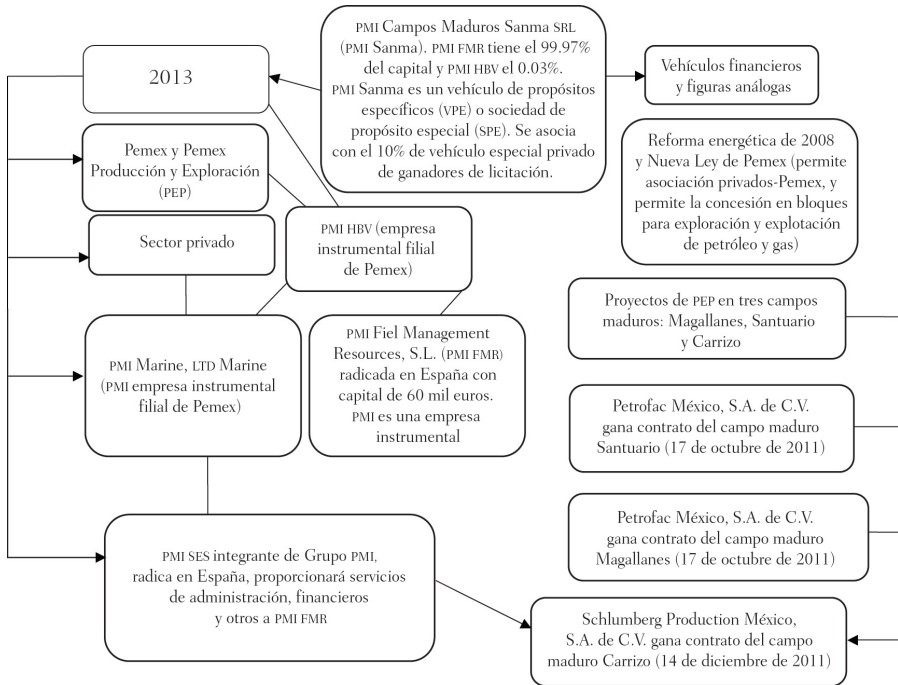 PMI Campos Maduros Sanma SRL
(PMI Sanma). PMI FMR tiene el 99.97%
del capital y PMI HBV el 0.03%.
PMI Sanma es un vehículo de propósitos
específicos (VPE) o sociedad de
propósito especial (SPE). Se asocia
con el 10% de vehículo especial privado
de ganadores de licitación.
2013
Vehículos financieros
y figuras análogas
Pemex y Pemex
Producción y Exploración
(PEP)
Reforma energética de 2008
y Nueva Ley de Pemex (permite
asociación privados-Pemex, y
permite la concesión en bloques
para exploración y explotación
de petróleo y gas)
Sector privado
PMI HBV (empresa
instrumental filial
de Pemex)
Proyectos de PEP en tres campos
maduros: Magallanes, Santuario
y Carrizo
PMI Marine, LTD Marine
(PMI empresa instrumental
filial de Pemex)
PMI Fiel Management
Resources, S.L. (PMI FMR)
radicada en España con
capital de 60 mil euros.
PMI es una empresa
instrumental
Petrofac México, S.A. de C.V.
gana contrato del campo maduro
Santuario (17 de octubre de 2011)
Petrofac México, S.A. de C.V.
gana contrato del campo maduro
Magallanes (17 de octubre de 2011)
PMI SES integrante de Grupo PMI,
radica en España, proporcionará servicios
de administración, financieros
y otros a PMI FMR
Schlumberg Production México,
S.A. de C.V. gana contrato del campo
maduro Carrizo (14 de diciembre de 2011)